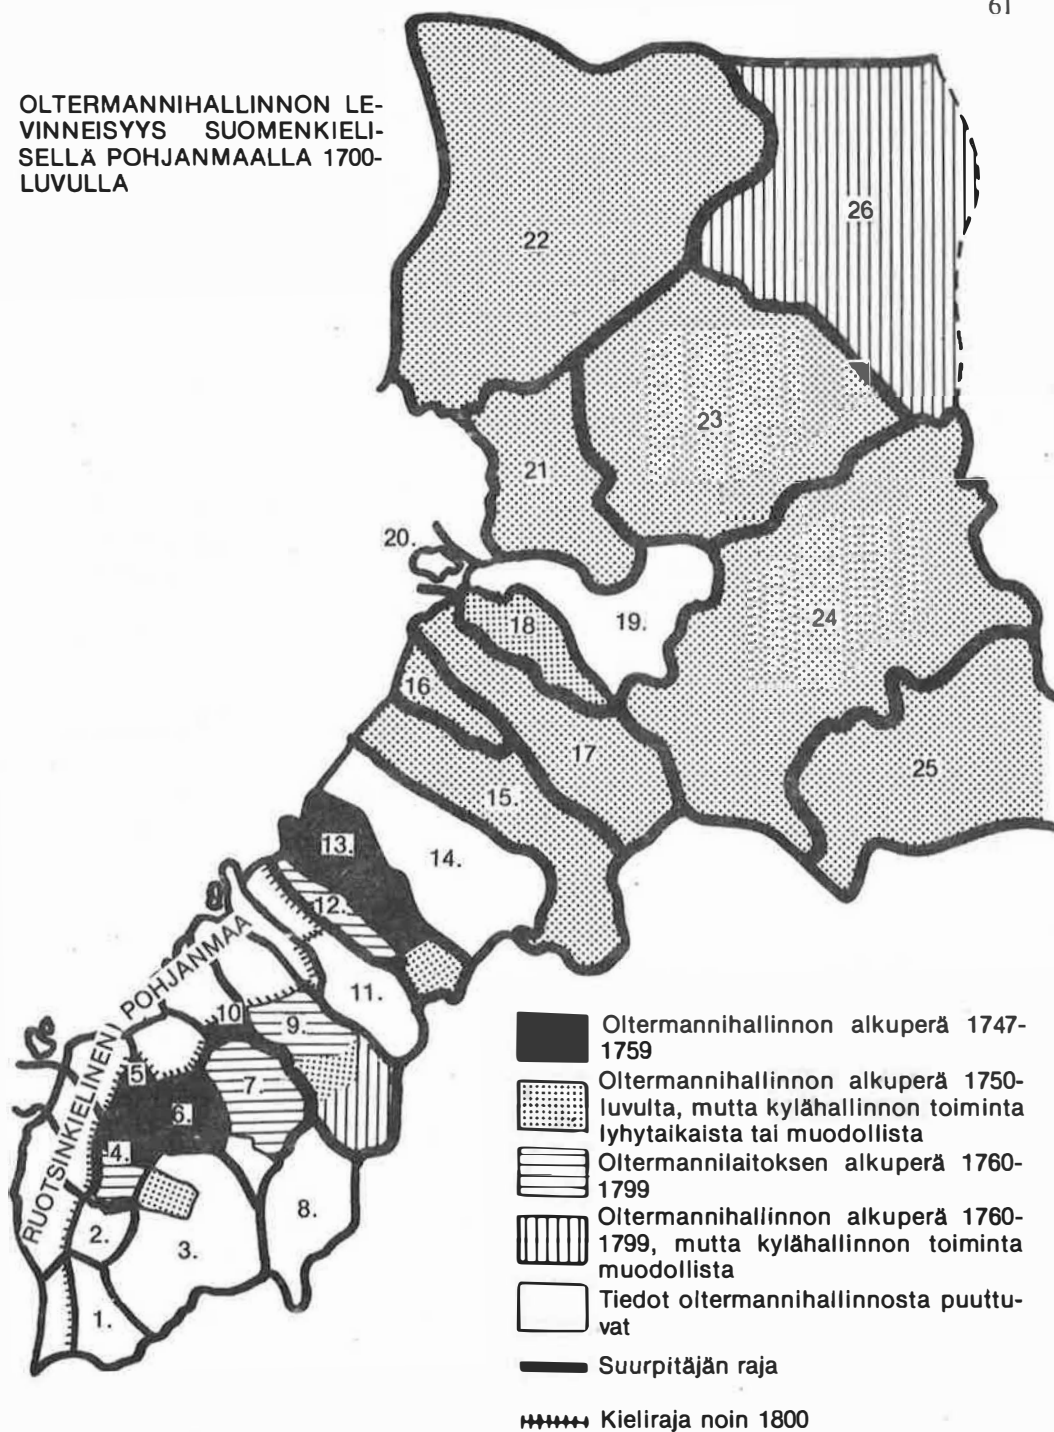 61
OLTERMANNIHALLINNON LE-
VINNEISYYS SUOMENKIELI-
SELLÄ POHJANMAALLA 1700-
LUVULLA
26
22
23
21
20.
24
19.
18
16
17
25
15.
14.
13.
12.
11.
10
9.
7.
5
6.
4.
8.
2.
3.
1.
RUOTSINKIELINEN POHJANMAA
Oltermannihallinnon alkuperä 1747-
1759
Oltermannihallinnon alkuperä 1750-
luvulta, mutta kylähallinnon toiminta
lyhytaikaista tai muodollista
Oltermannilaitoksen alkuperä 1760-
1799
Oltermannihallinnon alkuperä 1760-
1799, mutta kylähallinnon toiminta
muodollista
Tiedot oltermannihallinnosta puuttu-
vat
Suurpitäjän raja
Kieliraja noin 1800